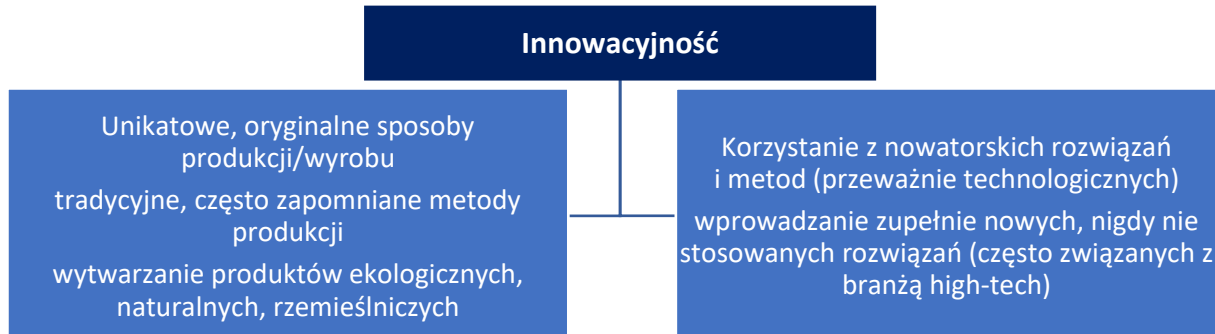 Innowacyjność
Unikatowe, oryginalne sposoby
produkcji/wyrobu
tradycyjne, często zapomniane metody
produkcji
wytwarzanie produktów ekologicznych,
naturalnych, rzemieślniczych
Korzystanie z nowatorskich rozwiązań
i metod (przeważnie technologicznych)
wprowadzanie zupełnie nowych, nigdy nie
stosowanych rozwiązań (często związanych z
branżą high-tech)